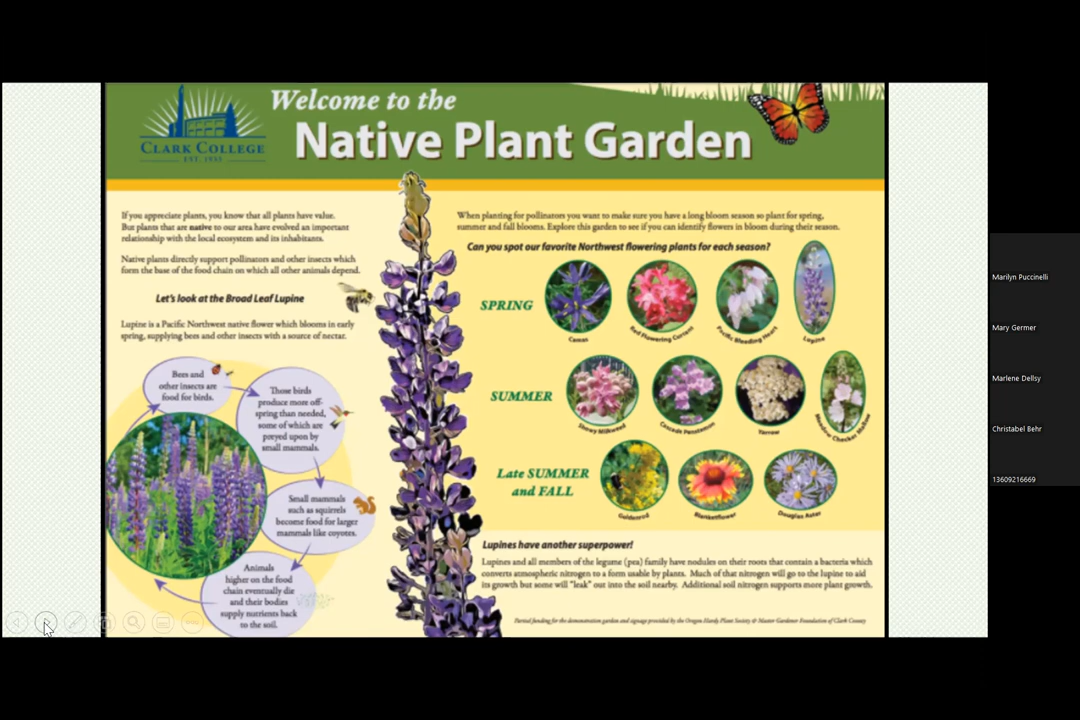 Welcome to the
Native Plant Garden
CLARK COLLEGE
EST. 1933
If you appreciate plants, you know that all plants have value.
But plants that are native to our area have evolved an important
relationship with the local ecosystem and its inhabitants.
Native plants directly support pollinators and other insects which
form the base of the food chain on which all other animals depend.
Let's look at the Broad Leaf Lupine
Lupine is a Pacific Northwest native flower which blooms in early
spring, supplying bees and other insects with a source of nectar.
Bees and
other insects are
food for birds.
Those birds
produce more off-
spring than needed,
some of which are
preyed upon by
small mammals.
Small mammals
such as squirrels
become food for larger
mammals like coyotes.
Animals
higher on the food
chain eventually die
and their bodies
supply nutrients back
to the soil.
When planting for pollinators you want to make sure you have a long bloom season so plant for spring,
summer and fall blooms. Explore this garden to see if you can identify flowers in bloom during their season.
Can you spot our favorite Northwest flowering plants for each season?
SPRING
Camas
Red Flowering Currant
Pacific Bleeding Heart
Lupine
SUMMER
Showy Milkweed
Cascade Penstemon
Yarrow
Meadow Checker Mallow
Late SUMMER
and FALL
Goldenrod
Blanketflower
Douglas Aster
Lupines have another superpower!
Lupines and all members of the legume (pea) family have nodules on their roots that contain a bacteria which
converts atmospheric nitrogen to a form usable by plants. Much of that nitrogen will go to the lupine to aid
its growth but some will "leak" out into the soil nearby. Additional soil nitrogen supports more plant growth.
Partial funding for the demonstration garden and signage provided by the Oregon Hardy Plant Society & Master Gardener Foundation of Clark County
Marilyn Puccinelli
Mary Germer
Marlene Dellsy
Christabel Behr
13609216669